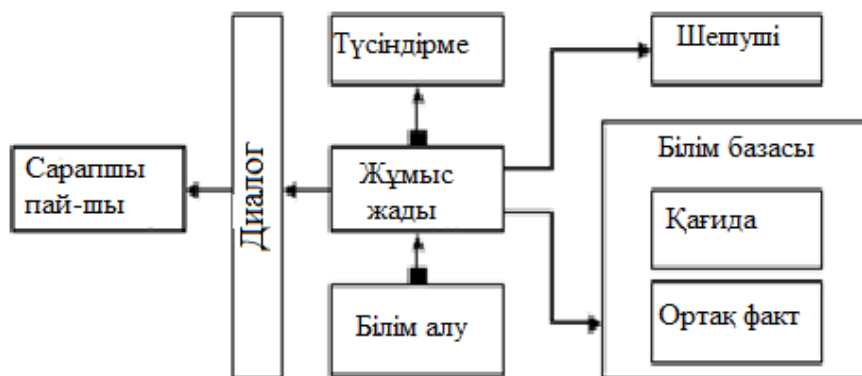 Түсіндірме
Шешуші
Диалог
Сарапшы
пай-шы
Жұмыс
жады
Білім базасы
Қағида
Білім алу
Ортақ факт